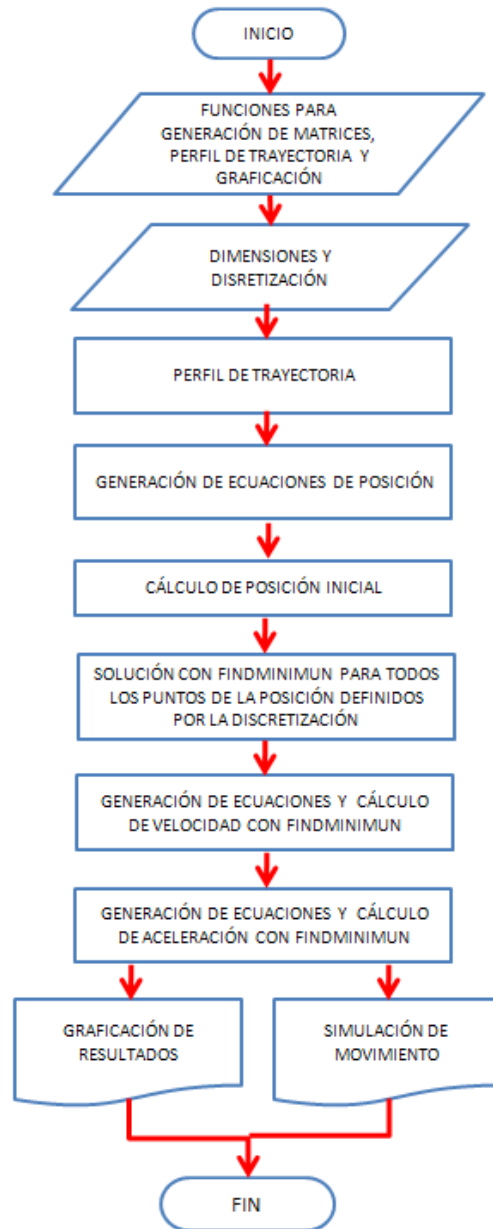 INICIO
FUNCIONES PARA
GENERACIÓN DE MATRICES,
PERFIL DE TRAYECTORIA Y
GRAFICACIÓN
DIMENSIONES Y
DISRETIZACIÓN
PERFIL DE TRAYECTORIA
GENERACIÓN DE ECUACIONES DE POSICIÓN
CÁLCULO DE POSICIÓN INICIAL
SOLUCIÓN CON FINDMINIMUN PARA TODOS
LOS PUNTOS DE LA POSICIÓN DEFINIDOS
POR LA DISCRETIZACIÓN
GENERACIÓN DE ECUACIONES Y CÁLCULO
DE VELOCIDAD CON FINDMINIMUN
GENERACIÓN DE ECUACIONES Y CÁLCULO
DE ACELERACIÓN CON FINDMINIMUN
GRAFICACIÓN DE
RESULTADOS
SIMULACIÓN DE
MOVIMIENTO
FIN